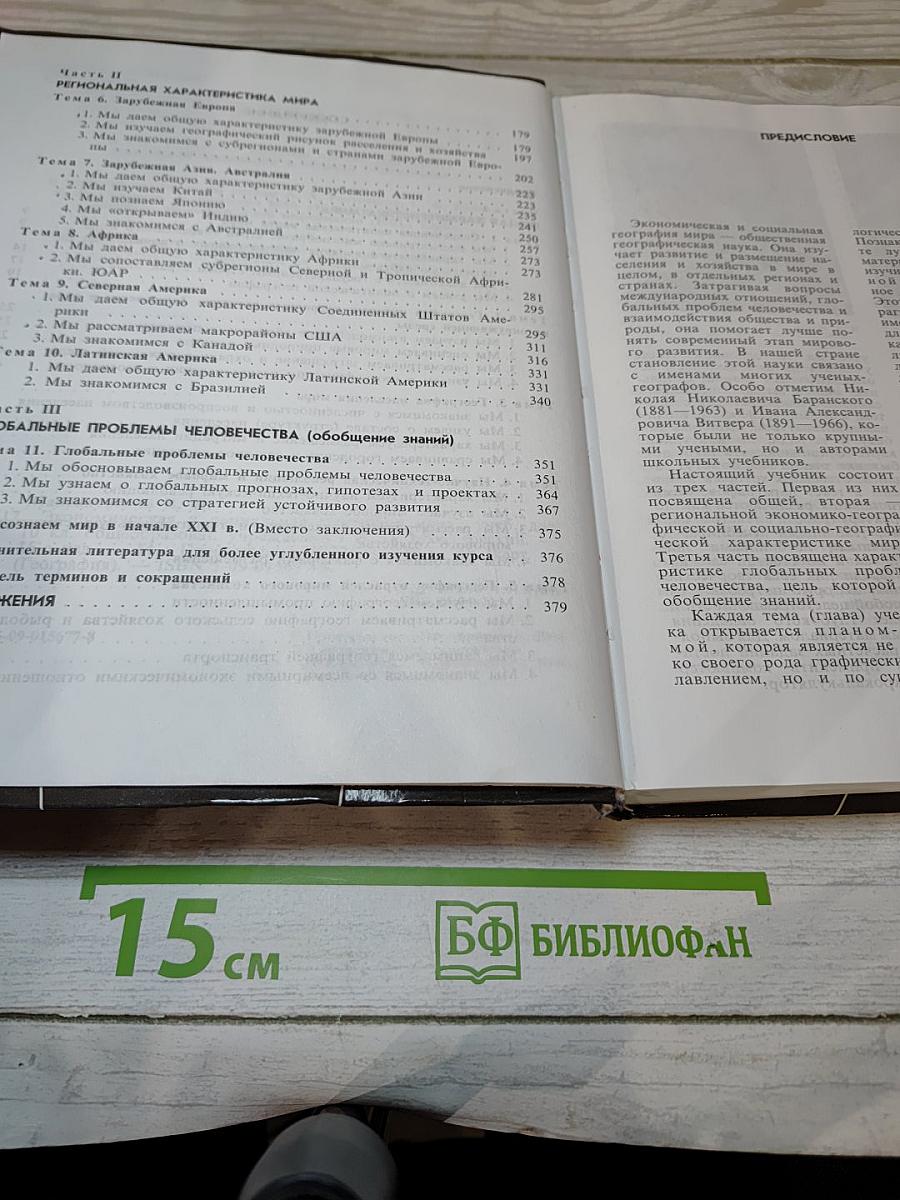 Часть II
РЕГИОНАЛЬНАЯ ХАРАКТЕРИСТИКА МИРА
Тема 6. Зарубежная Европа 179
1. Мы даем общую характеристику зарубежной Европы 179
2. Мы изучаем географический рисунок расселения и хозяйства 197
3. Мы знакомимся с субрегионами и странами зарубежной Евро-
пы 202
Тема 7. Зарубежная Азия. Австралия 223
1. Мы даем общую характеристику зарубежной Азии 223
2. Мы изучаем Китай 235
3. Мы познаем Японию 241
4. Мы «открываем» Индию 250
5. Мы знакомимся с Австралией 257
Тема 8. Африка 273
1. Мы даем общую характеристику Африки 273
2. Мы сопоставляем субрегионы Северной и Тропической Афри-
ки. ЮАР 281
Тема 9. Северная Америка 295
1. Мы даем общую характеристику Соединенных Штатов Аме-
рики 295
2. Мы рассматриваем макрорайоны США 311
3. Мы знакомимся с Канадой 316
Тема 10. Латинская Америка 331
1. Мы даем общую характеристику Латинской Америки 331
2. Мы знакомимся с Бразилией 340
асть III
ОБАЛЬНЫЕ ПРОБЛЕМЫ ЧЕЛОВЕЧЕСТВА (обобщение знаний)
ма 11. Глобальные проблемы человечества 351
1. Мы обосновываем глобальные проблемы человечества 351
2. Мы узнаем о глобальных прогнозах, гипотезах и проектах 364
3. Мы знакомимся со стратегией устойчивого развития 367
сознаем мир в начале XXI в. (Вместо заключения) 375
нительная литература для более углубленного изучения курса 376
ель терминов и сокращений 378
ЖЕНИЯ 379
ПРЕДИСЛОВИЕ
Экономическая и социальная
география мира — общественная
географическая наука. Она изу-
чает развитие и размещение на-
селения и хозяйства в мире в
целом, в отдельных регионах и
странах. Затрагивая вопросы
международных отношений, гло-
бальных проблем человечества и
взаимодействия общества и при-
роды, она помогает лучше по-
нять современный этап мирово-
го развития. В нашей стране
становление этой науки связано
с именами многих ученых-
географов. Особо отметим Ни-
колая Николаевича Баранского
(1881—1963) и Ивана Александ-
ровича Витвера (1891—1966), ко-
торые были не только крупны-
ми учеными, но и авторами
школьных учебников.
Настоящий учебник состоит
из трех частей. Первая из них
посвящена общей, вторая —
региональной экономико-геогра
фической и социально-географи
ческой характеристике мир
Третья часть посвящена характ
ристике глобальных пробл
человечества, цель которой
обобщение знаний.
Каждая тема (глава) уче
ка открывается планом-
мой, которая является не
ко своего рода графически
лавлением, но и по су
логичес
Познак
те лу
матер
изучи
ной
ное
Этот
15 см
БФ БИБЛИОФАН